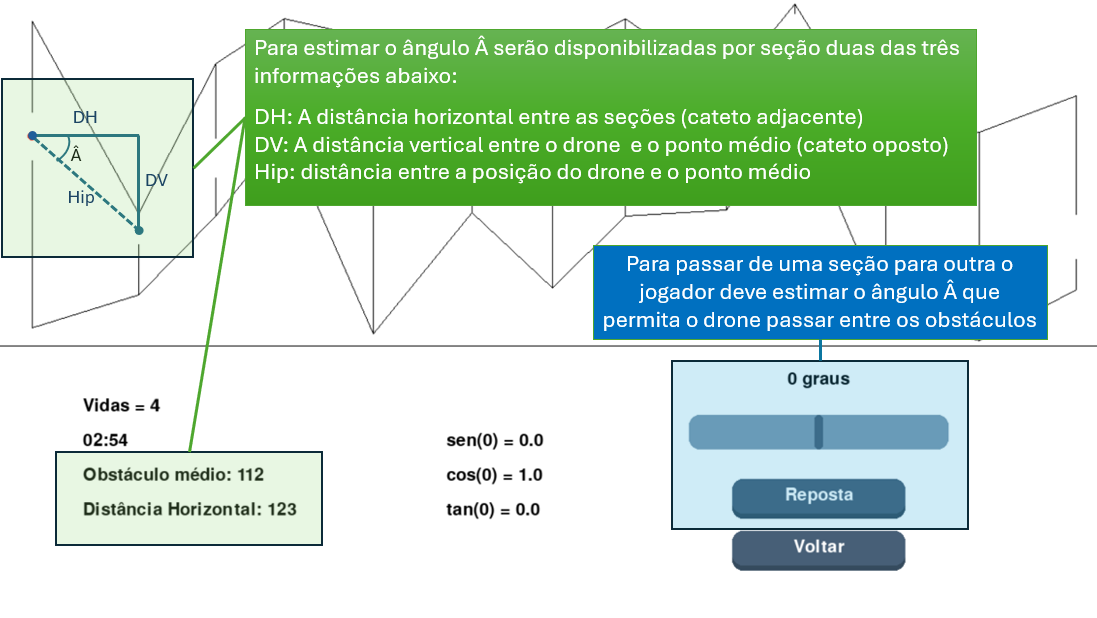 Para estimar o ângulo Â serão disponibilizadas por seção duas das três
informações abaixo:
DH: A distância horizontal entre as seções (cateto adjacente)
DV: A distância vertical entre o drone e o ponto médio (cateto oposto)
Hip: distância entre a posição do drone e o ponto médio
DH
Â
DV
Hip
Para passar de uma seção para outra o
jogador deve estimar o ângulo Â que
permita o drone passar entre os obstáculos
Vidas = 4
02:54
Obstáculo médio: 112
Distância Horizontal: 123
sen(0) = 0.0
cos(0) = 1.0
tan(0) = 0.0
0 graus
Reposta
Voltar